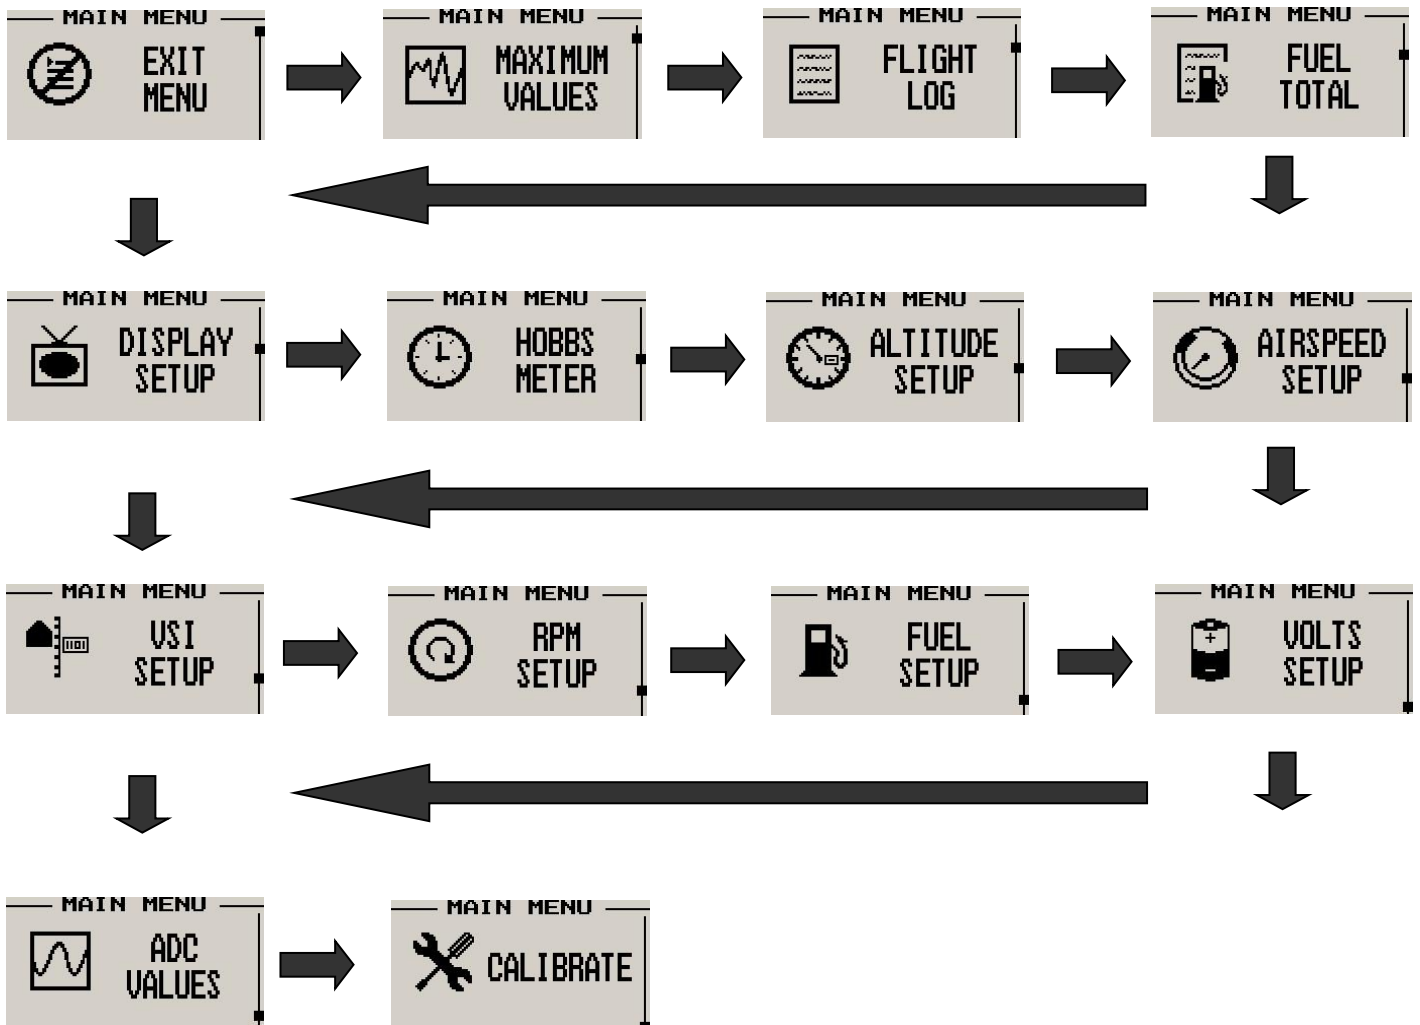 MAIN MENU
EXIT
MENU
MAIN MENU
MAXIMUM
VALUES
MAIN MENU
FLIGHT
LOG
MAIN MENU
FUEL
TOTAL
MAIN MENU
DISPLAY
SETUP
MAIN MENU
HOBBS
METER
MAIN MENU
ALTITUDE
SETUP
MAIN MENU
AIRSPEED
SETUP
MAIN MENU
VSI
SETUP
MAIN MENU
RPM
SETUP
MAIN MENU
FUEL
SETUP
MAIN MENU
VOLTS
SETUP
MAIN MENU
ADC
VALUES
MAIN MENU
CALIBRATE